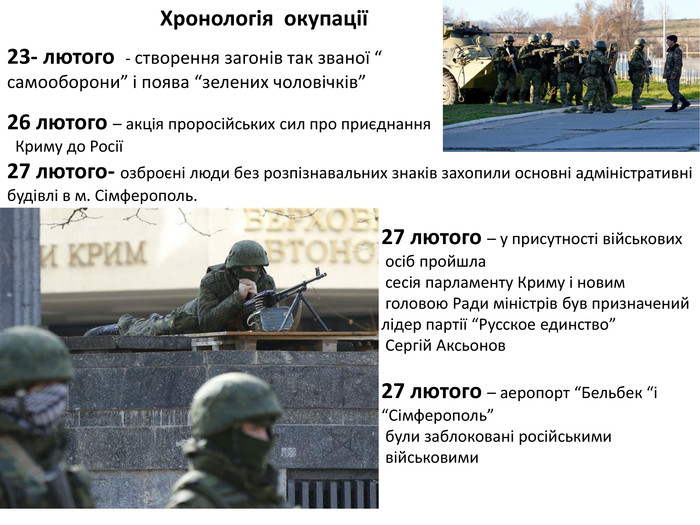 Хронологія окупації
23- лютого - створення загонів так званої “
самооборони” і поява “зелених чоловічків”
26 лютого – акція проросійських сил про приєднання
Криму до Росії
27 лютого- озброєні люди без розпізнавальних знаків захопили основні адміністративні
будівлі в м. Сімферополь.
И КРИМ
ВЕРХОВ
ВТОНО
27 лютого – у присутності військових
осіб пройшла
сесія парламенту Криму і новим
головою Ради міністрів був призначений
лідер партії “Русское единство”
Сергій Аксьонов
27 лютого – аеропорт “Бельбек “і
“Сімферополь”
були заблоковані російськими
військовими